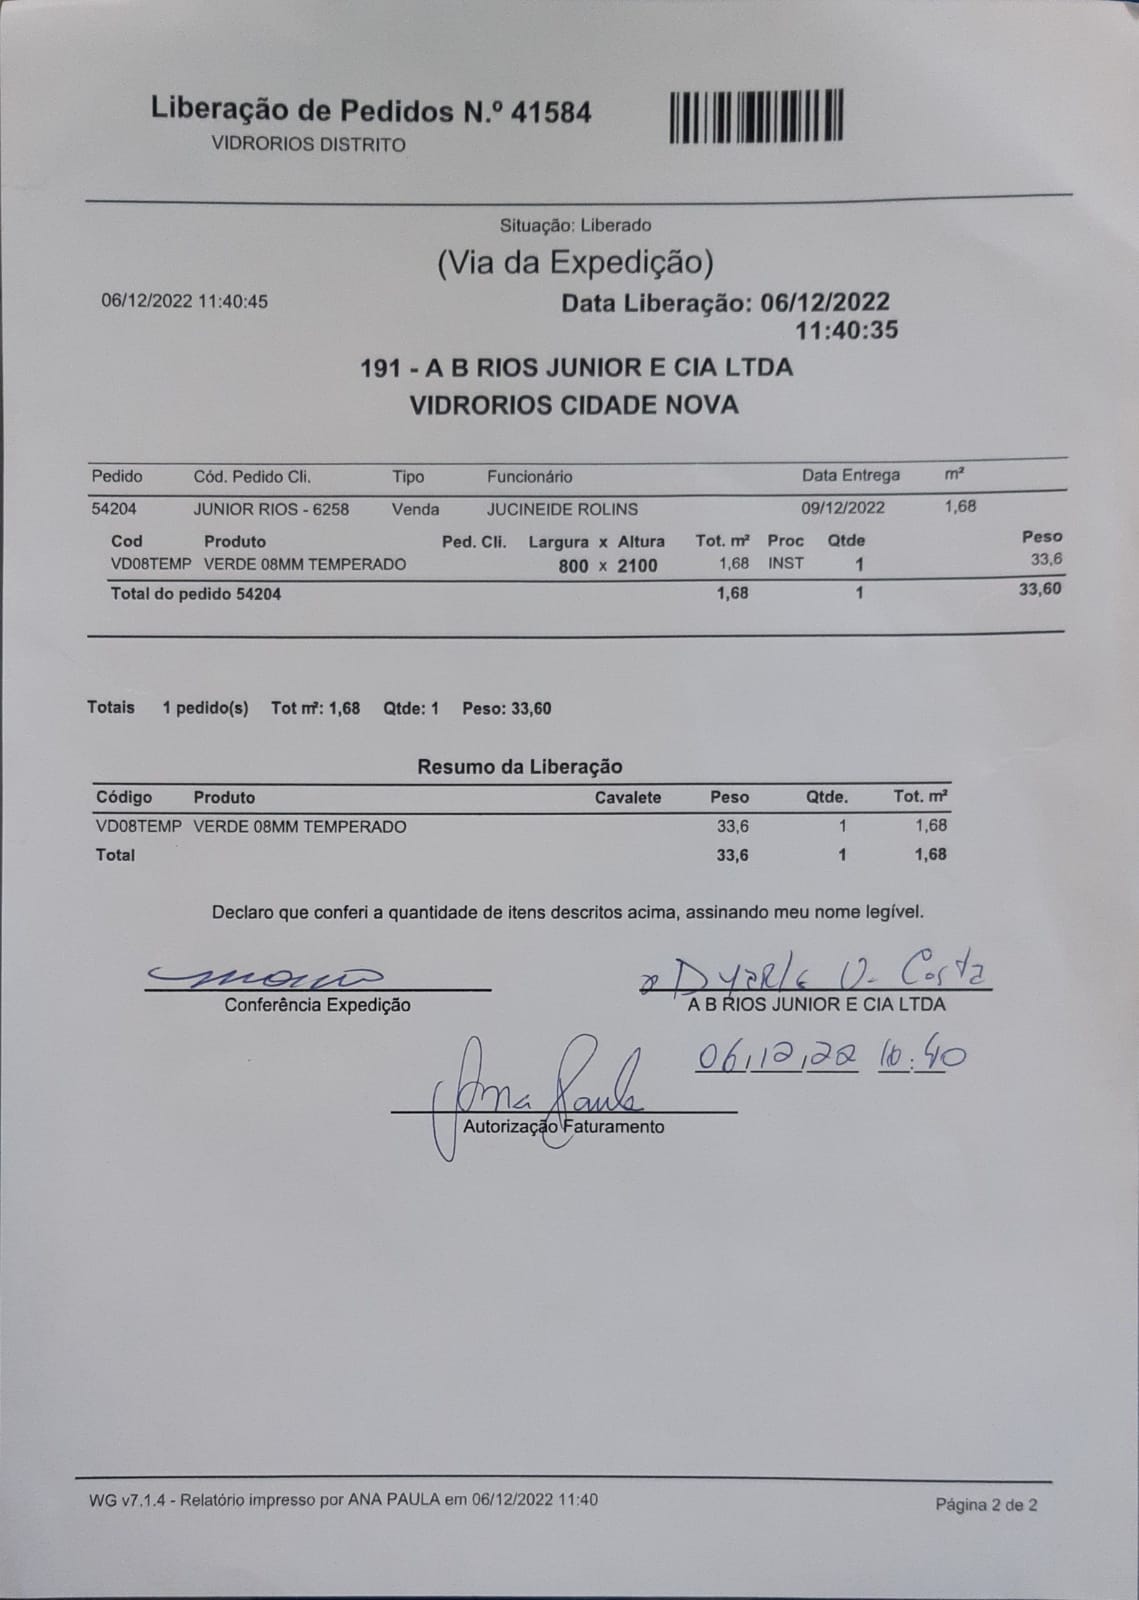 Liberação de Pedidos N.º 41584
VIDRORIOS DISTRITO
Situação: Liberado
(Via da Expedição)
06/12/2022 11:40:45 Data Liberação: 06/12/2022
11:40:35
191 - A B RIOS JUNIOR E CIA LTDA
VIDRORIOS CIDADE NOVA
Pedido Cód. Pedido Cli. Tipo Funcionário Data Entrega m²
54204 JUNIOR RIOS - 6258 Venda JUCINEIDE ROLINS 09/12/2022 1,68
Cod Produto Ped. Cli. Largura x Altura Tot. m² Proc Qtde Peso
VD08TEMP VERDE 08MM TEMPERADO 800 x 2100 1,68 INST 1 33,6
Total do pedido 54204 1,68 1 33,60
Totais 1 pedido(s) Tot m²: 1,68 Qtde: 1 Peso: 33,60
Resumo da Liberação
Código Produto Cavalete Peso Qtde. Tot. m²
VD08TEMP VERDE 08MM TEMPERADO 33,6 1 1,68
Total 33,6 1 1,68
Declaro que conferi a quantidade de itens descritos acima, assinando meu nome legível.
Costa
Conferência Expedição A B RIOS JUNIOR E CIA LTDA
06,12,22
Ana Paula
Autorização Faturamento
WG v7.1.4 - Relatório impresso por ANA PAULA em 06/12/2022 11:40
Página 2 de 2